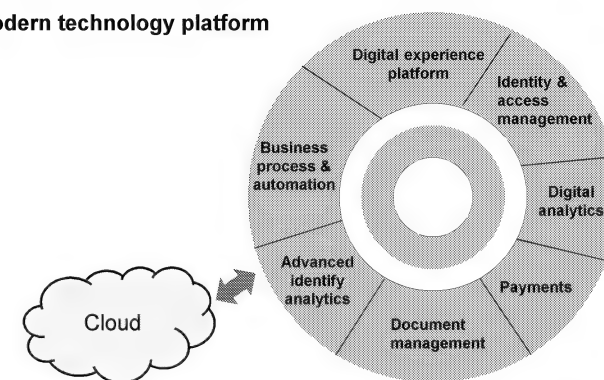 odern technology platform
Digital experience
platform
Identity &
access
management
Digital
analytics
Payments
Document
management
Advanced
identify
analytics
Business
process &
automation
Cloud